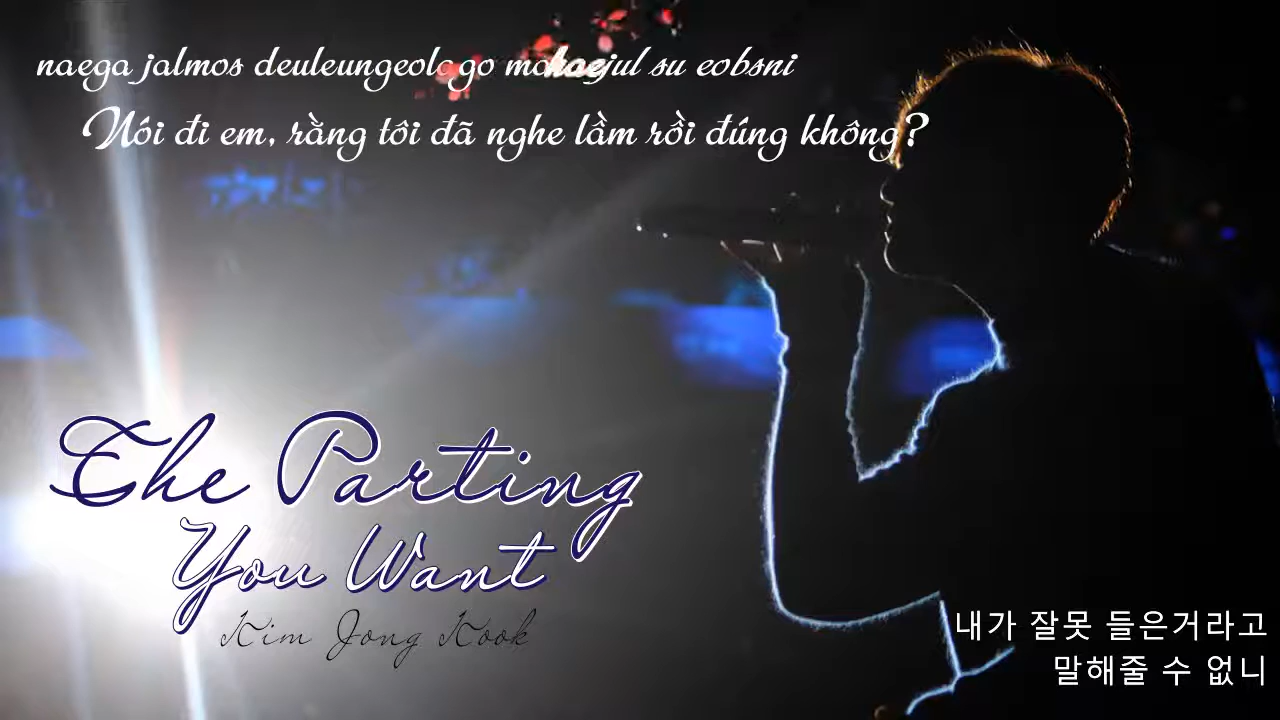 naega jalmos deuleungeolago malhaejul su eobsni
Nói đi em, rằng tôi đã nghe lầm rồi đúng không?
The Parting
You Want
Kim Jong Kook
내가 잘못 들은거라고
말해줄 수 없니